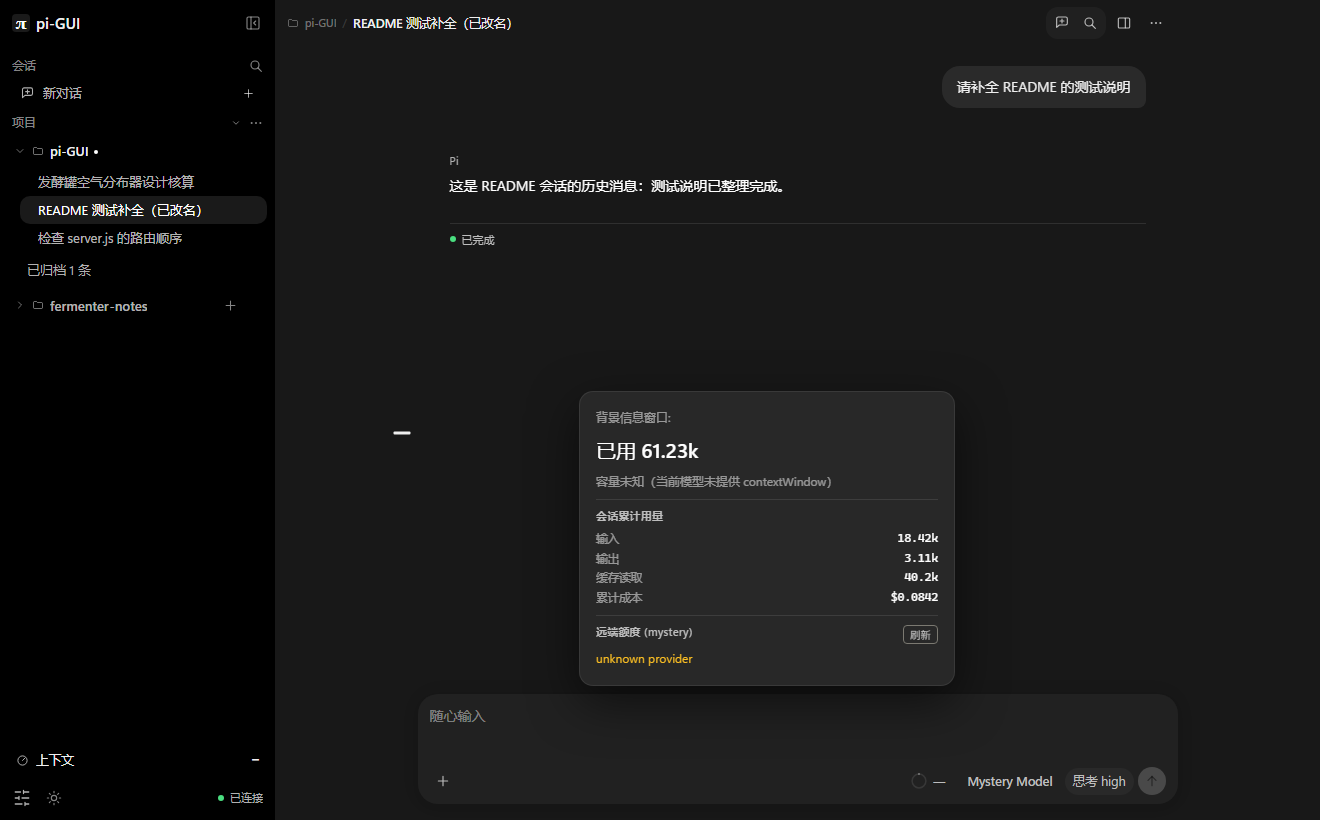 π pi-GUI
会话
新对话
项目
pi-GUI •
发酵罐空气分布器设计核算
README 测试补全（已改名）
检查 server.js 的路由顺序
已归档 1 条
fermenter-notes
上下文
已连接
pi-GUI / README 测试补全（已改名）
请补全 README 的测试说明
Pi
这是 README 会话的历史消息：测试说明已整理完成。
已完成
背景信息窗口:
已用 61.23k
容量未知（当前模型未提供 contextWindow）
会话累计用量
输入 18.42k
输出 3.11k
缓存读取 40.2k
累计成本 $0.0842
远端额度 (mystery) 刷新
unknown provider
随心输入
— Mystery Model 思考 high